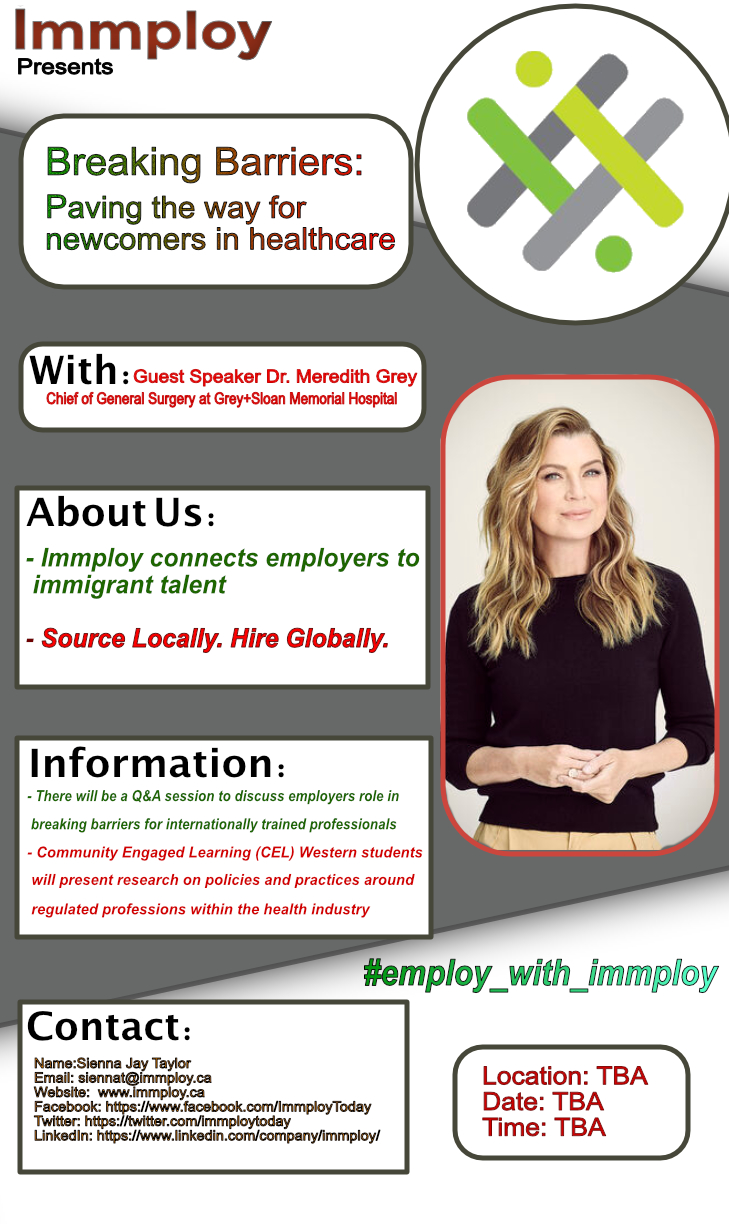 Immploy
Presents
Breaking Barriers:
Paving the way for
newcomers in healthcare
With: Guest Speaker Dr. Meredith Grey
Chief of General Surgery at Grey+Sloan Memorial Hospital
About Us:
- Immploy connects employers to
immigrant talent
- Source Locally. Hire Globally.
Information:
- There will be a Q&A session to discuss employers role in
breaking barriers for internationally trained professionals
- Community Engaged Learning (CEL) Western students
will present research on policies and practices around
regulated professions within the health industry
#employ_with_immploy
Contact:
Name:Sienna Jay Taylor
Email: siennat@immploy.ca
Website: www.immploy.ca
Facebook: https://www.facebook.com/ImmployToday
Twitter: https://twitter.com/immploytoday
LinkedIn: https://www.linkedin.com/company/immploy/
Location: TBA
Date: TBA
Time: TBA